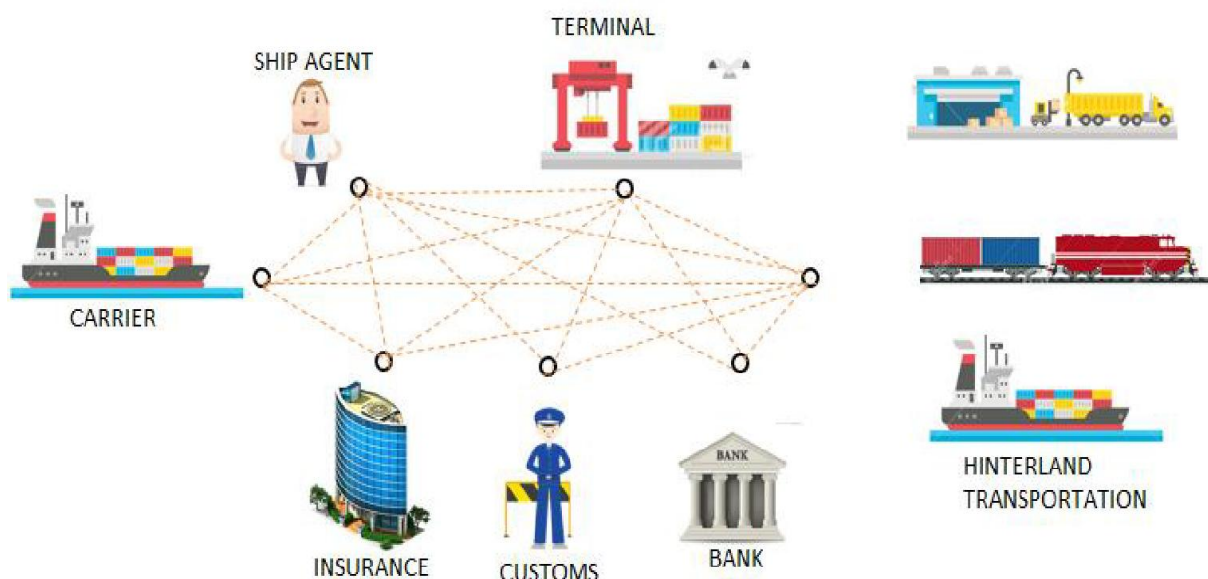 TERMINAL
SHIP AGENT
CARRIER
BANK
HINTERLAND
TRANSPORTATION
INSURANCE
CUSTOMS
BANK